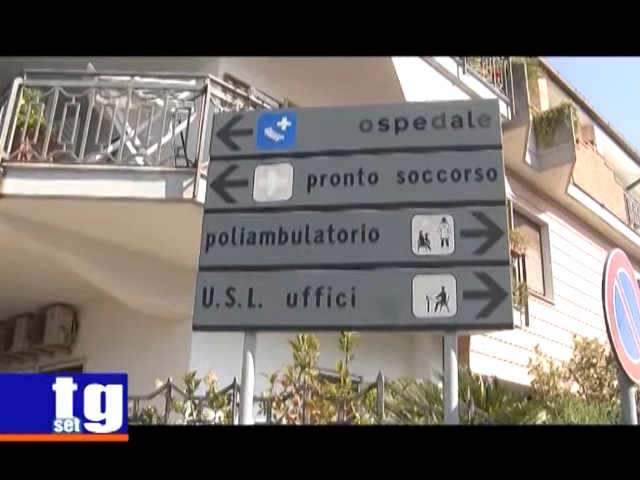 ospedale
pronto soccorso
poliambulatorio
U.S.L. uffici
tg
set